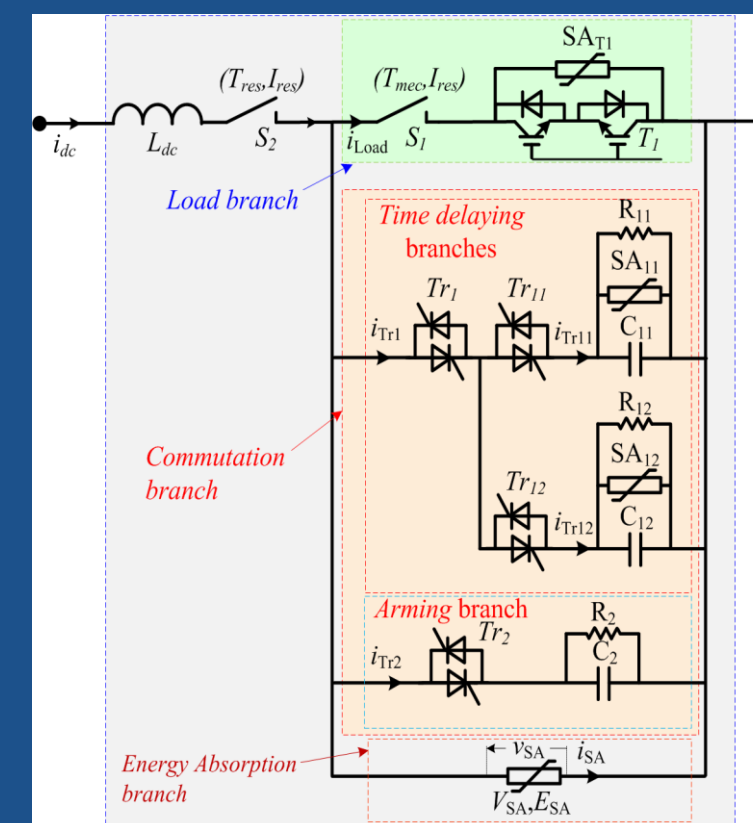 SA_T1
(T_res,I_res)
(T_mec,I_res)
i_dc
L_dc
S_2
i_Load
S_1
T_1
Load branch
Time delaying
branches
R_11
SA_11
Tr_1
Tr_11
i_Tr1
i_Tr11
C_11
R_12
SA_12
Commutation
branch
Tr_12
i_Tr12
C_12
Arming branch
R_2
Tr_2
C_2
i_Tr2
Energy Absorption
branch
v_SA
i_SA
V_SA,E_SA